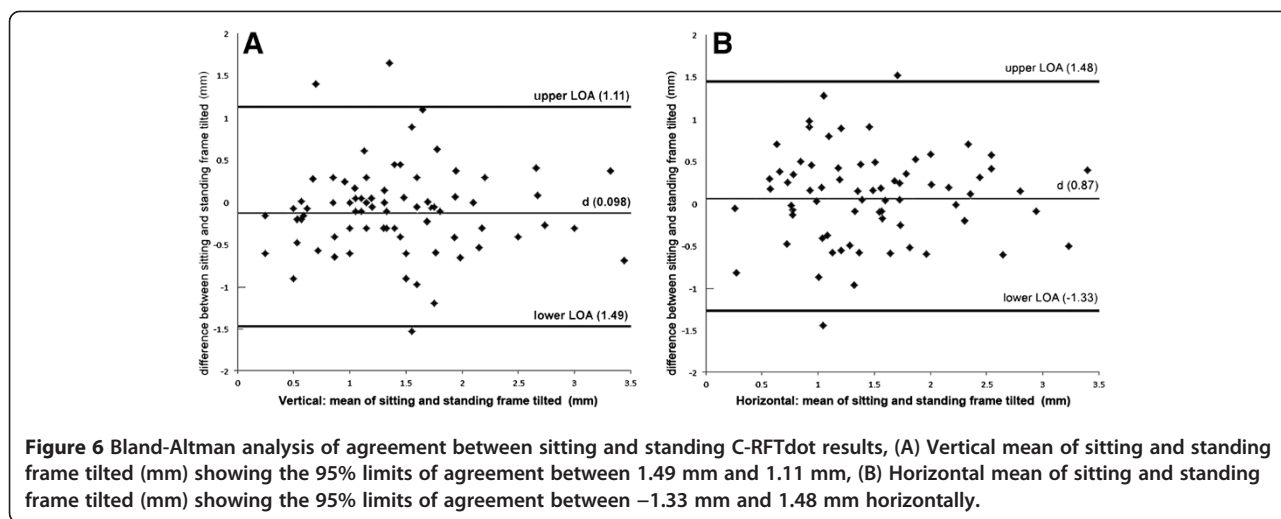 A
difference between sitting and standing frame tilted (mm)
2
1.5
1
0.5
0
-0.5
-1
-1.5
-2
upper LOA (1.11)
d (0.098)
lower LOA (1.49)
0 0.5 1 1.5 2 2.5 3 3.5
Vertical: mean of sitting and standing frame tilted (mm)
B
difference between sitting and standing frame tilted (mm)
2
1.5
1
0.5
0
-0.5
-1
-1.5
-2
upper LOA (1.48)
d (0.87)
lower LOA (-1.33)
0 0.5 1 1.5 2 2.5 3 3.5
Horizontal: mean of sitting and standing frame tilted (mm)
Figure 6 Bland-Altman analysis of agreement between sitting and standing C-RFTdot results, (A) Vertical mean of sitting and standing
frame tilted (mm) showing the 95% limits of agreement between 1.49 mm and 1.11 mm, (B) Horizontal mean of sitting and standing
frame tilted (mm) showing the 95% limits of agreement between −1.33 mm and 1.48 mm horizontally.